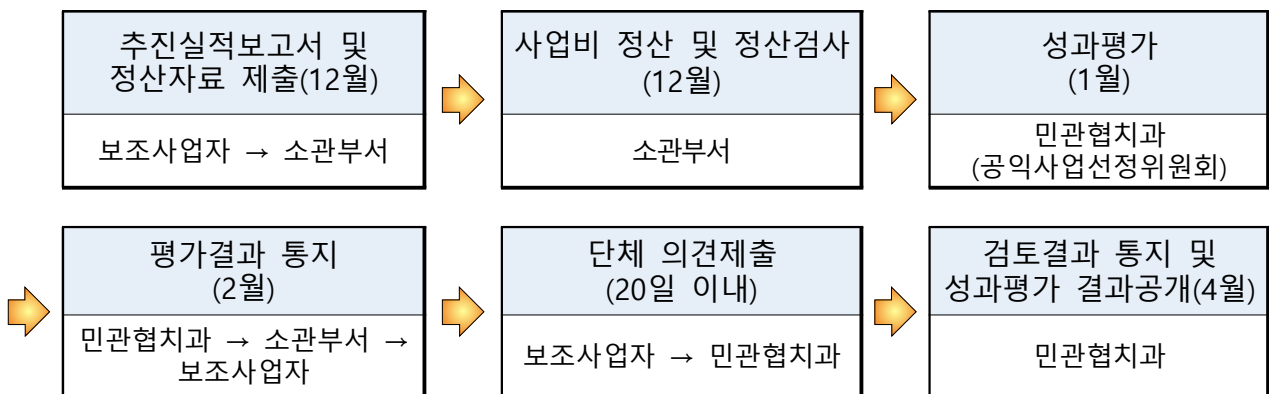 추진실적보고서 및
정산자료 제출(12월)
보조사업자 → 소관부서
사업비 정산 및 정산검사
(12월)
소관부서
성과평가
(1월)
민관협치과
(공익사업선정위원회)
평가결과 통지
(2월)
민관협치과 → 소관부서 →
보조사업자
단체 의견제출
(20일 이내)
보조사업자 → 민관협치과
검토결과 통지 및
성과평가 결과공개(4월)
민관협치과